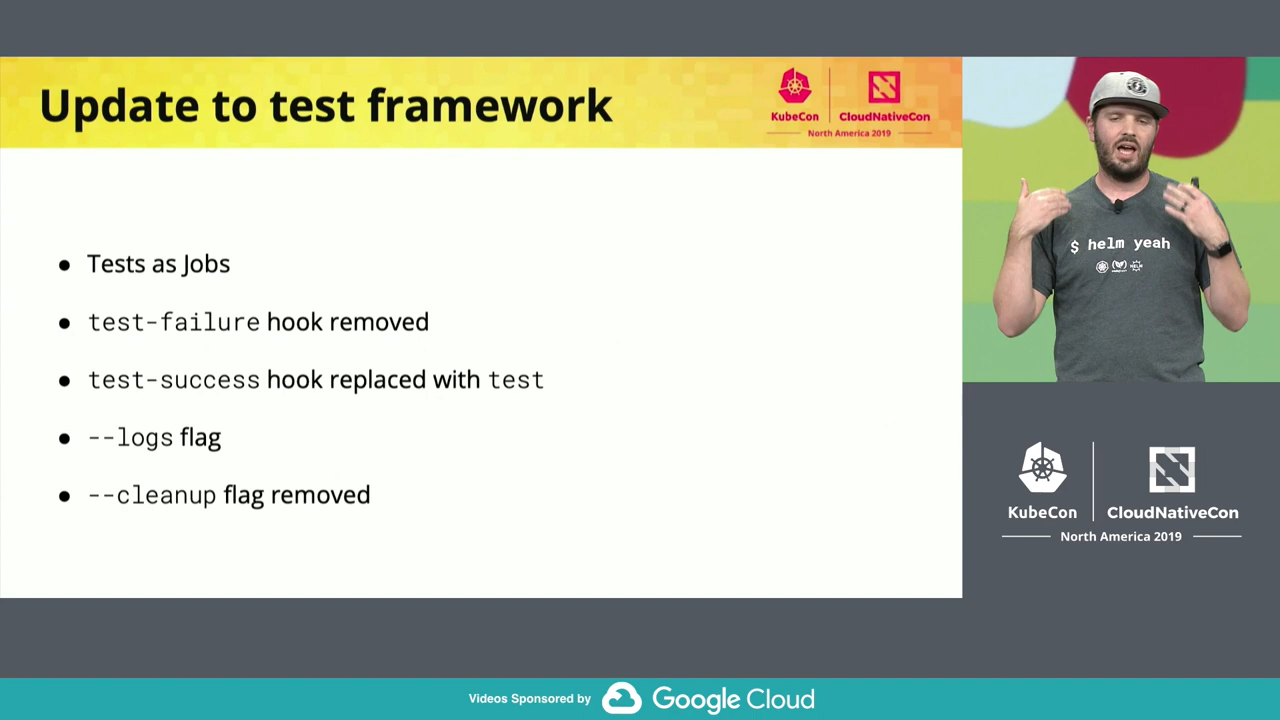 Update to test framework
KubeCon
CloudNativeCon
North America 2019
● Tests as Jobs
● test-failure hook removed
● test-success hook replaced with test
● --logs flag
● --cleanup flag removed
$ helm yeah
HELM
KubeCon
CloudNativeCon
North America 2019
Videos Sponsored by Google Cloud